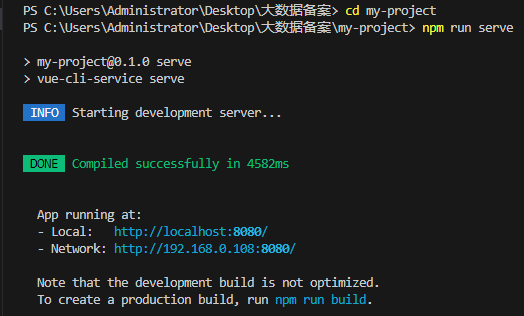 PS C:\Users\Administrator\Desktop\大数据备案> cd my-project
PS C:\Users\Administrator\Desktop\大数据备案\my-project> npm run serve
> my-project@0.1.0 serve
> vue-cli-service serve
INFO Starting development server...
DONE Compiled successfully in 4582ms
App running at:
- Local: http://localhost:8080/
- Network: http://192.168.0.108:8080/
Note that the development build is not optimized.
To create a production build, run npm run build.